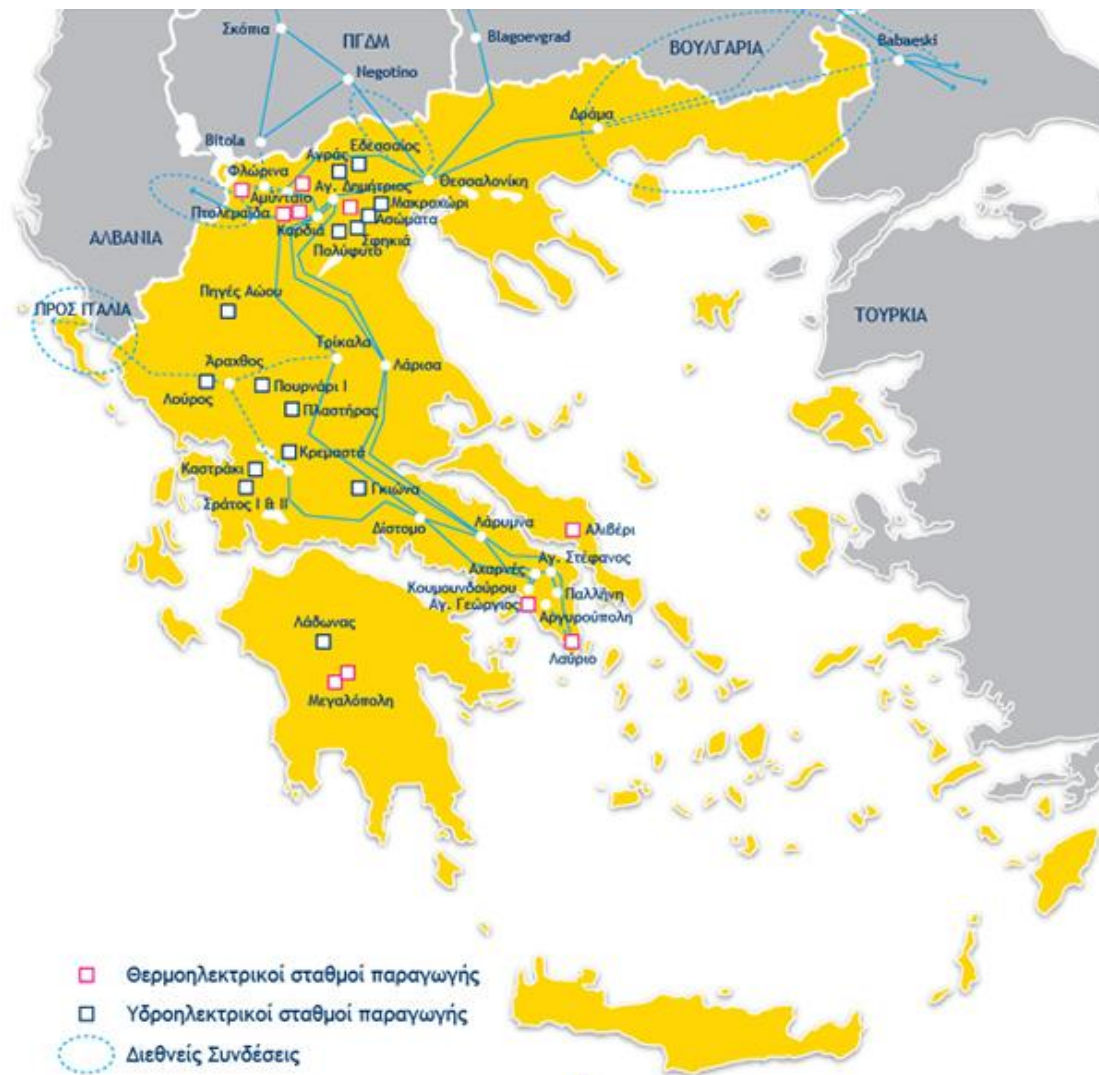 Σκόπια
ΠΓΔΜ
Blagoevgrad
ΒΟΥΛΓΑΡΙΑ
Babaeski
Negotino
Δράμα
Bitola
Αγράς
Εδεσσαίος
Φλώρινα
Αμύνταιο
Αγ. Δημήτριος
Θεσσαλονίκη
Μακροχώρι
Πτολεμαΐδα
Ασώματα
Καρδιά
Σφηκιά
Πολύφυτο
ΑΛΒΑΝΙΑ
Πηγές Αώου
ΠΡΟΣ ΙΤΑΛΙΑ
ΤΟΥΡΚΙΑ
Τρίκαλα
Λάρισα
Άραχθος
Λούρος
Πουρνάρι Ι
Πλαστήρας
Κρεμαστά
Καστράκι
Γκιώνα
Σράτος Ι & ΙΙ
Δίστομο
Λάρυμνα
Αλιβέρι
Αγ. Στέφανος
Αχαρνές
Κουμουνδούρου
Παλλήνη
Αγ. Γεώργιος
Αργυρούπολη
Λαύριο
Λάδωνας
Μεγαλόπολη
Θερμοηλεκτρικοί σταθμοί παραγωγής
Υδροηλεκτρικοί σταθμοί παραγωγής
Διεθνείς Συνδέσεις